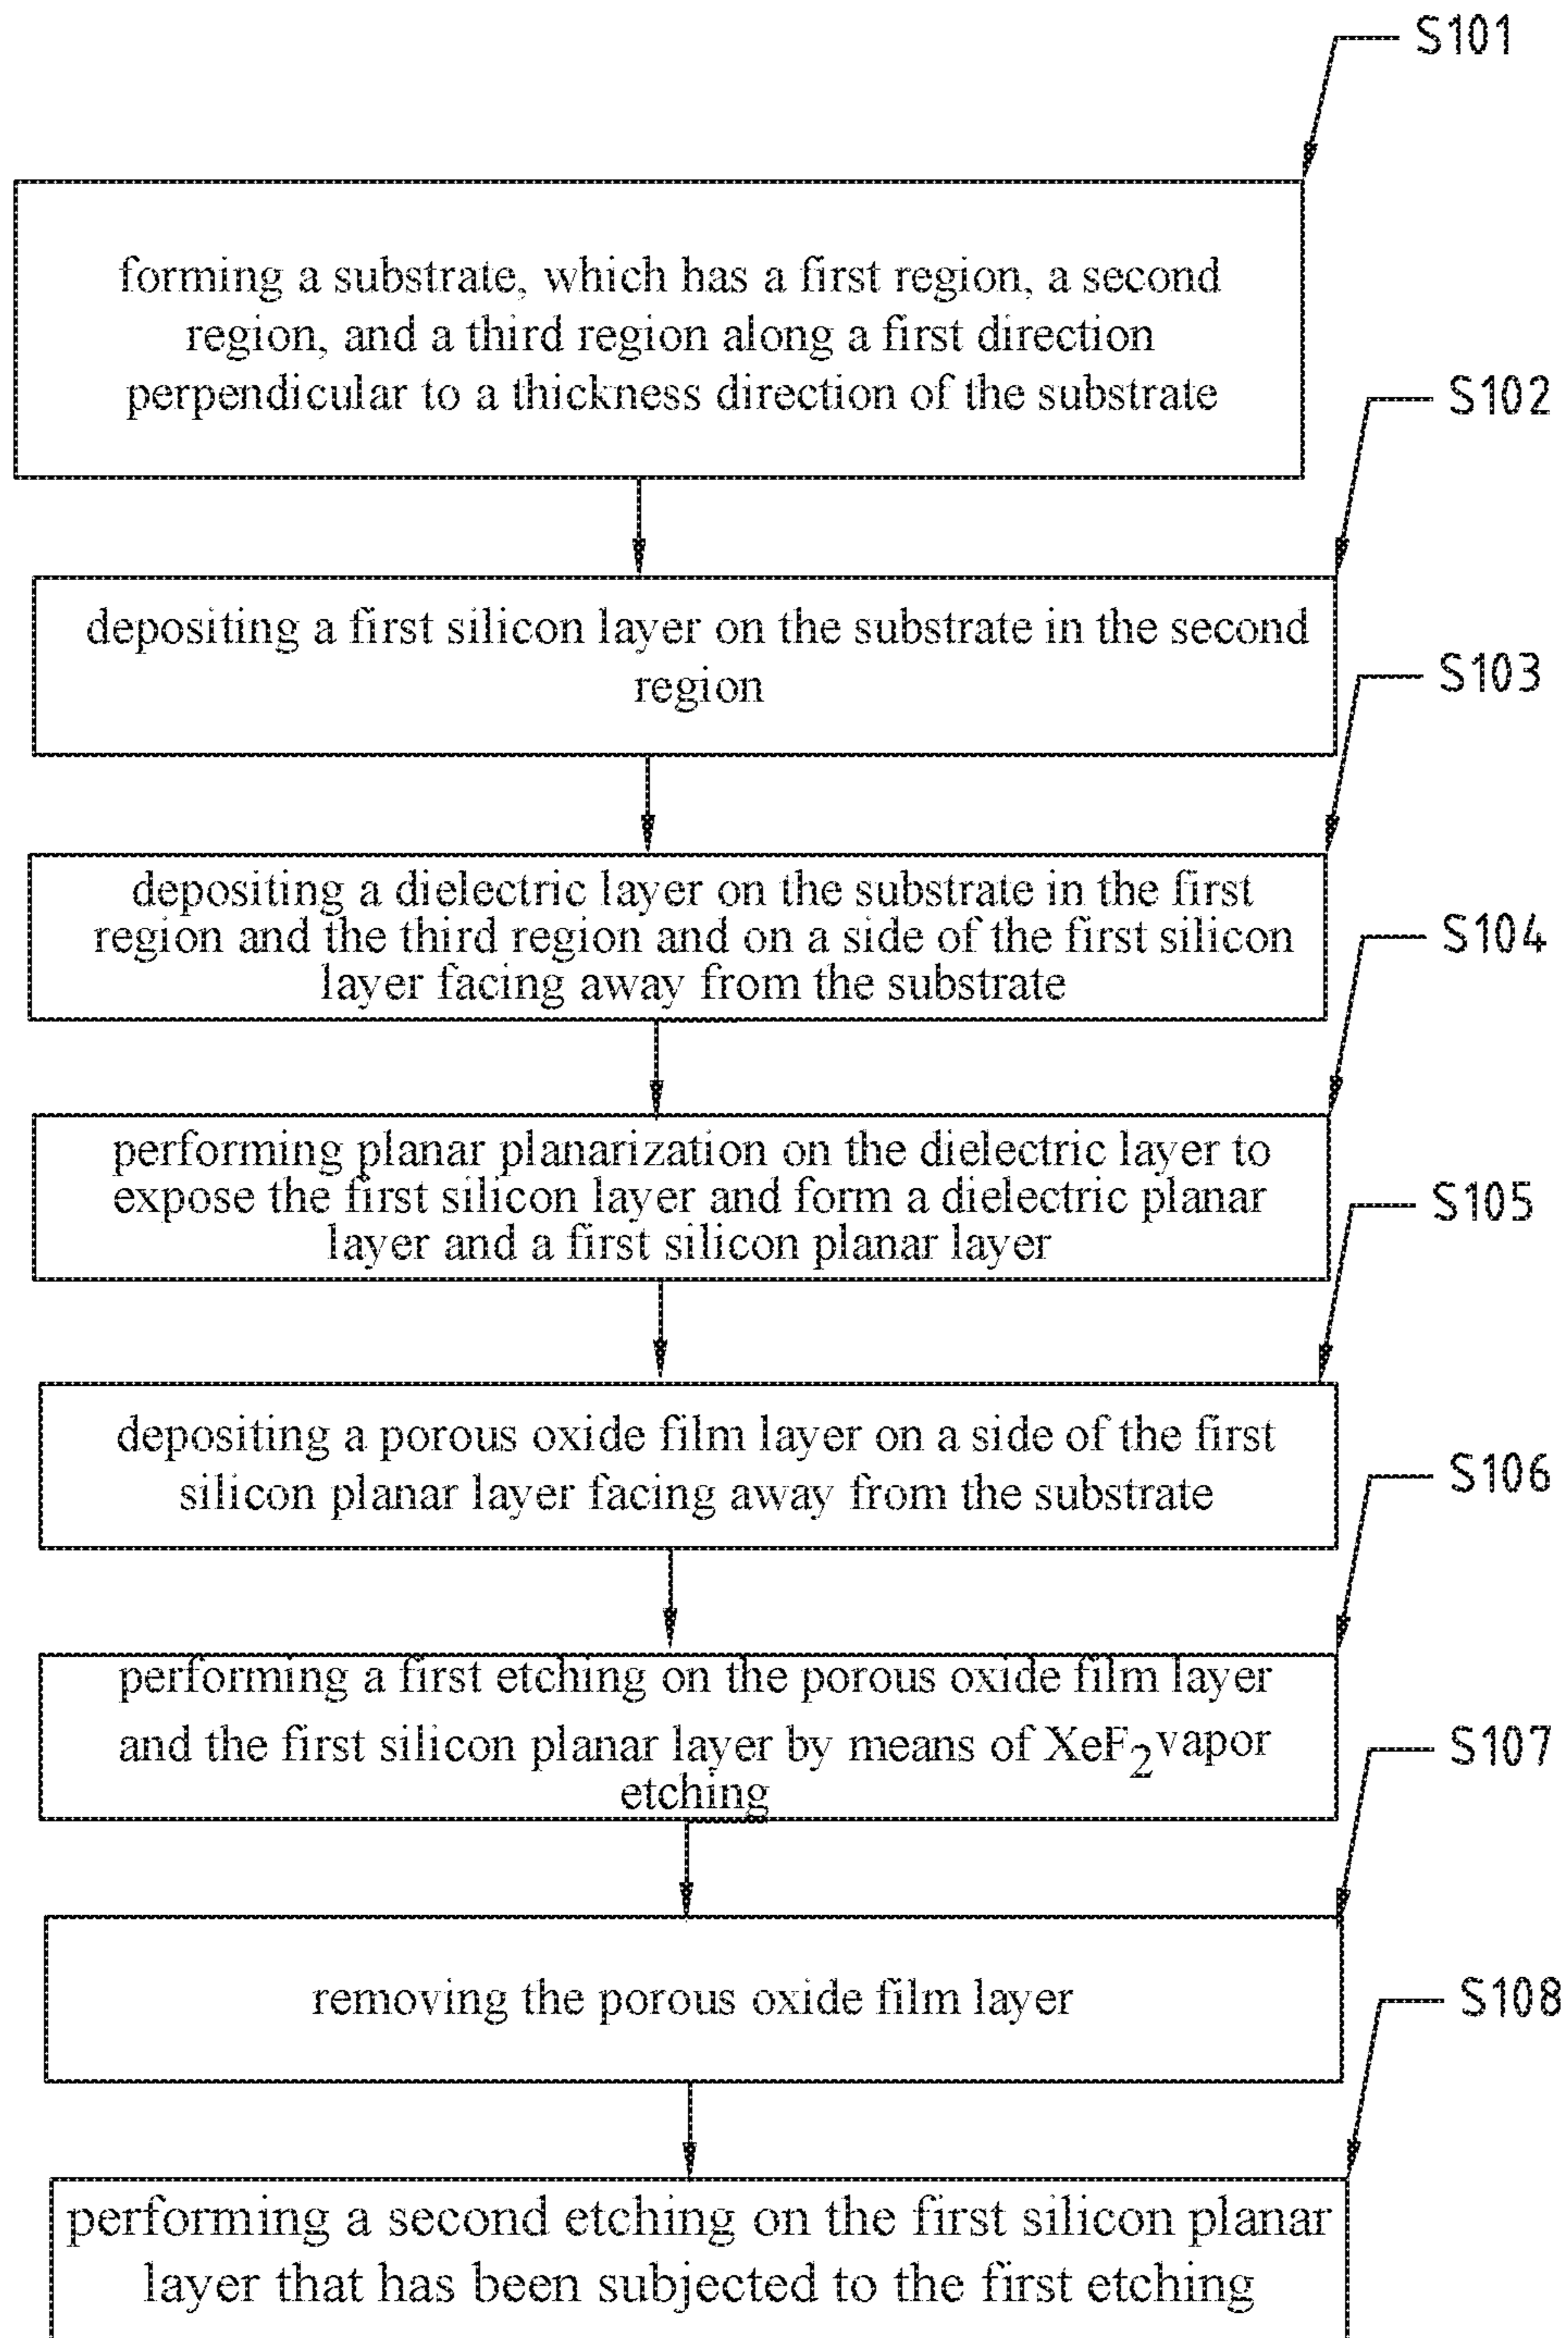 S101
forming a substrate, which has a first region, a second
region, and a third region along a first direction
perpendicular to a thickness direction of the substrate
S102
depositing a first silicon layer on the substrate in the second
region
S103
depositing a dielectric layer on the substrate in the first
region and the third region and on a side of the first silicon
layer facing away from the substrate
S104
performing planar planarization on the dielectric layer to
expose the first silicon layer and form a dielectric planar
layer and a first silicon planar layer
S105
depositing a porous oxide film layer on a side of the first
silicon planar layer facing away from the substrate
S106
performing a first etching on the porous oxide film layer
and the first silicon planar layer by means of XeF2 vapor
etching
S107
removing the porous oxide film layer
S108
performing a second etching on the first silicon planar
layer that has been subjected to the first etching